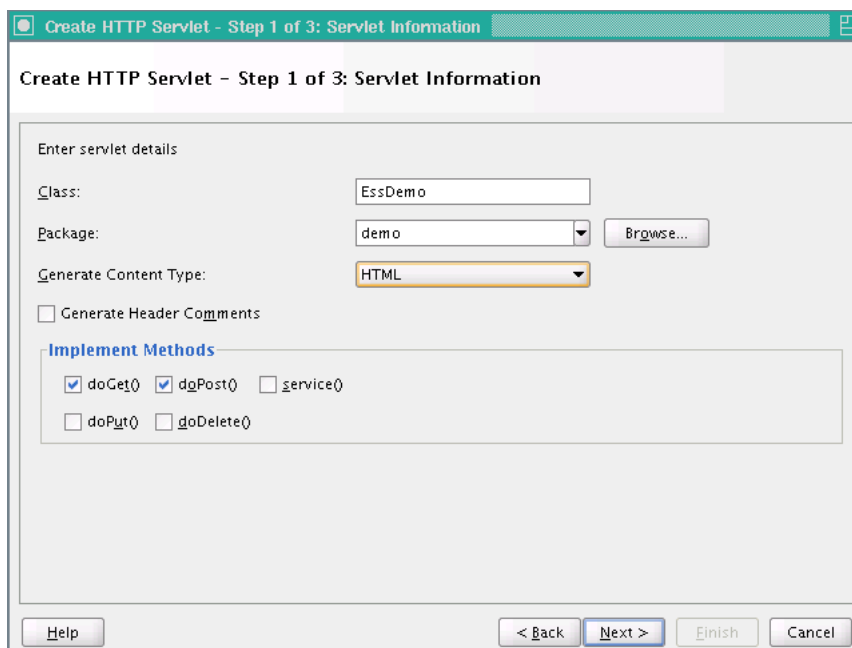 Create HTTP Servlet - Step 1 of 3: Servlet Information
Create HTTP Servlet - Step 1 of 3: Servlet Information
Enter servlet details
Class: EssDemo
Package: demo Browse...
Generate Content Type: HTML
Generate Header Comments
Implement Methods
doGet() doPost() service()
doPut() doDelete()
Help < Back Next > Finish Cancel